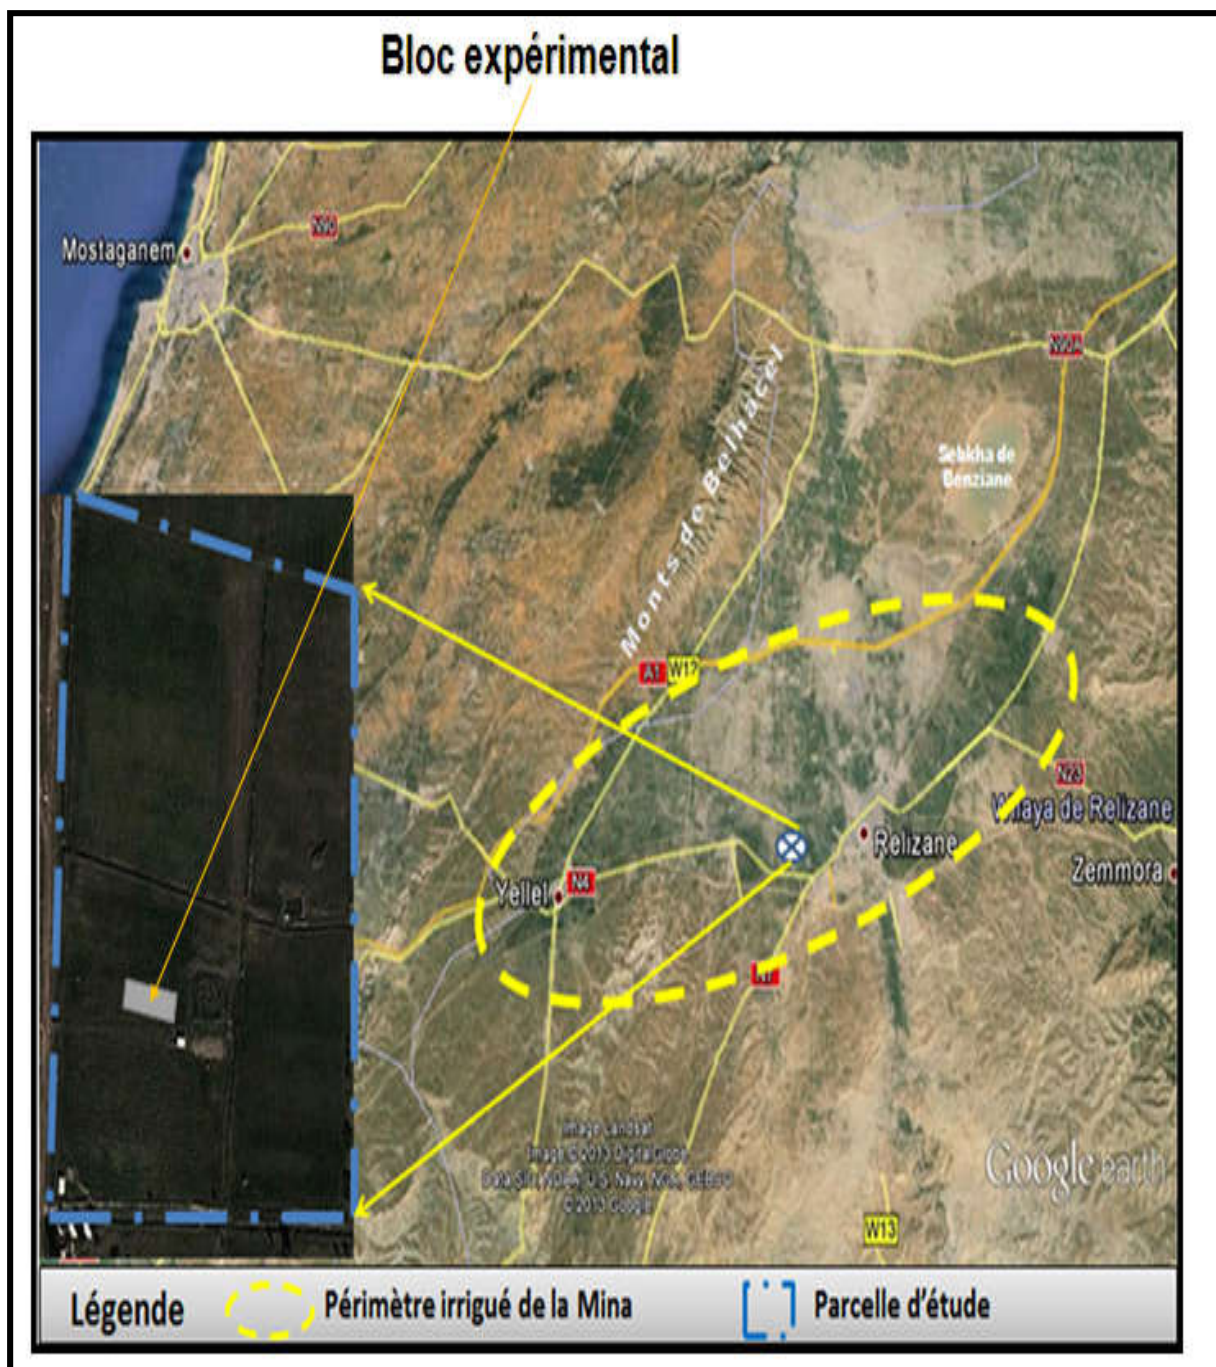 Bloc expérimental
Mostaganem
N90
N90A
Monts de Belhacel
Sebkha de
Benziane
A1
W12
N23
Wilaya de Relizane
Relizane
Zemmora
Yellel
N4
N7
Image Landsat
Image © 2013 DigitalGlobe
Data SIO, NOAA, U.S. Navy, NGA, GEBCO
© 2013 Google
Google earth
W13
Légende
Périmètre irrigué de la Mina
Parcelle d'étude